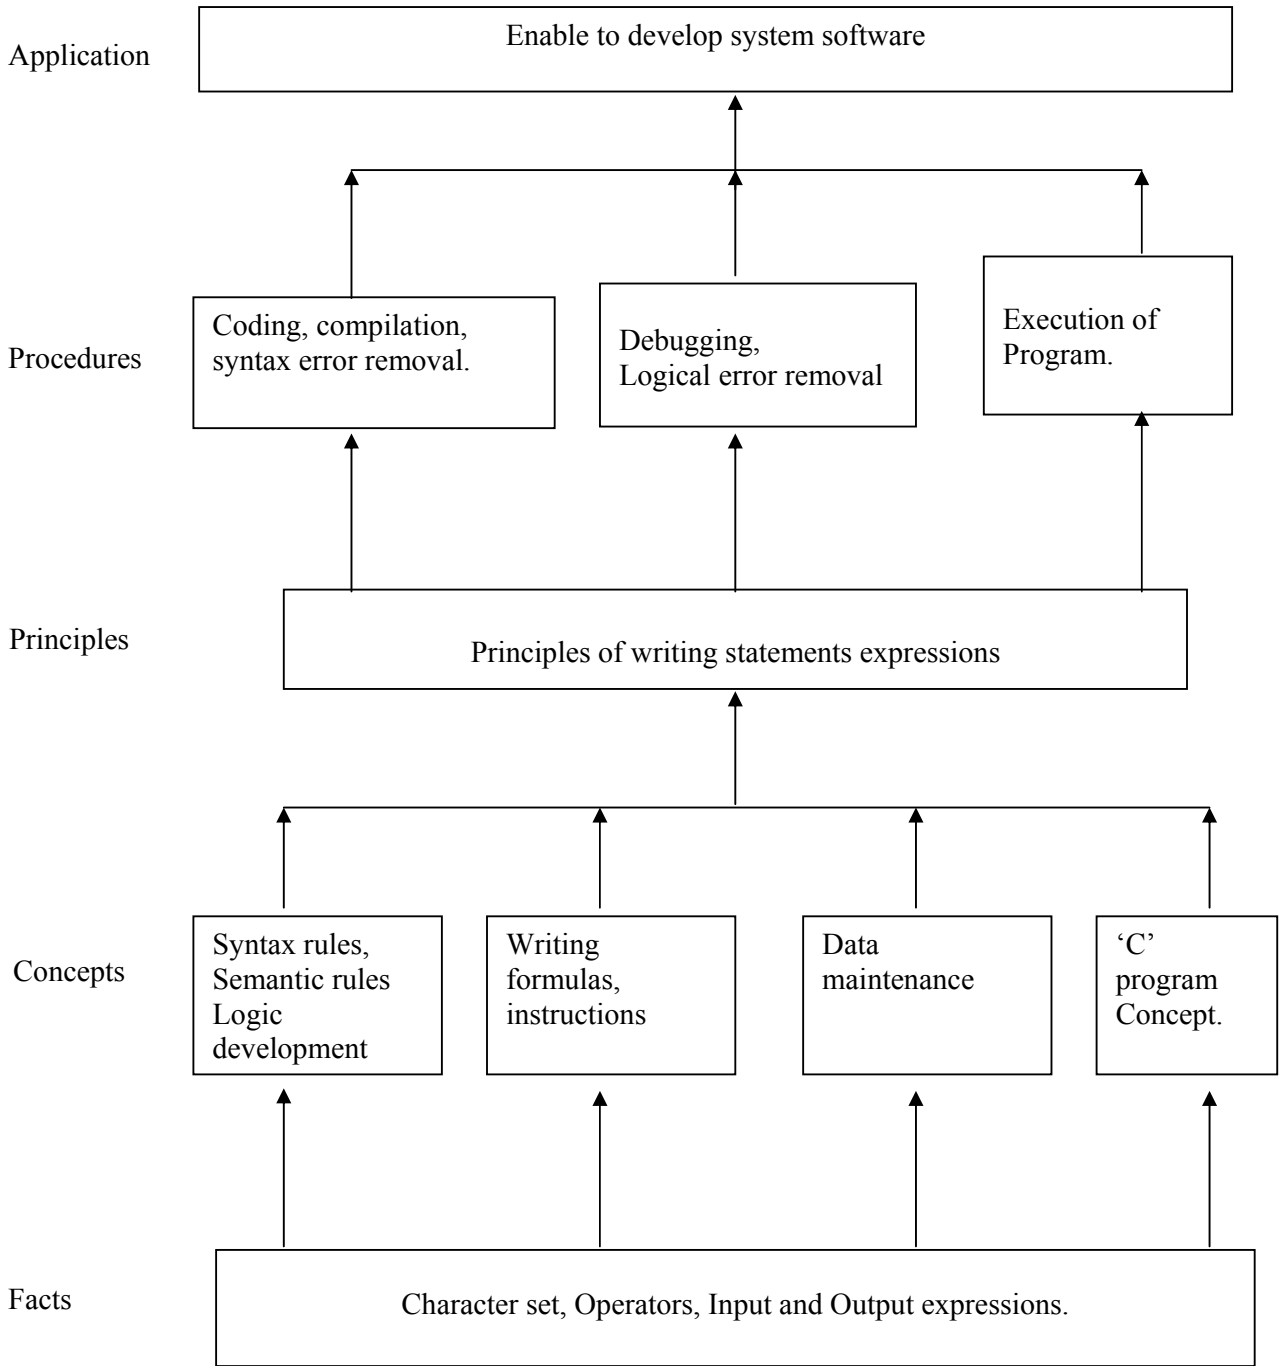 Application
Enable to develop system software
Procedures
Coding, compilation,
syntax error removal.
Debugging,
Logical error removal
Execution of
Program.
Principles
Principles of writing statements expressions
Concepts
Syntax rules,
Semantic rules
Logic
development
Writing
formulas,
instructions
Data
maintenance
‘C’
program
Concept.
Facts
Character set, Operators, Input and Output expressions.